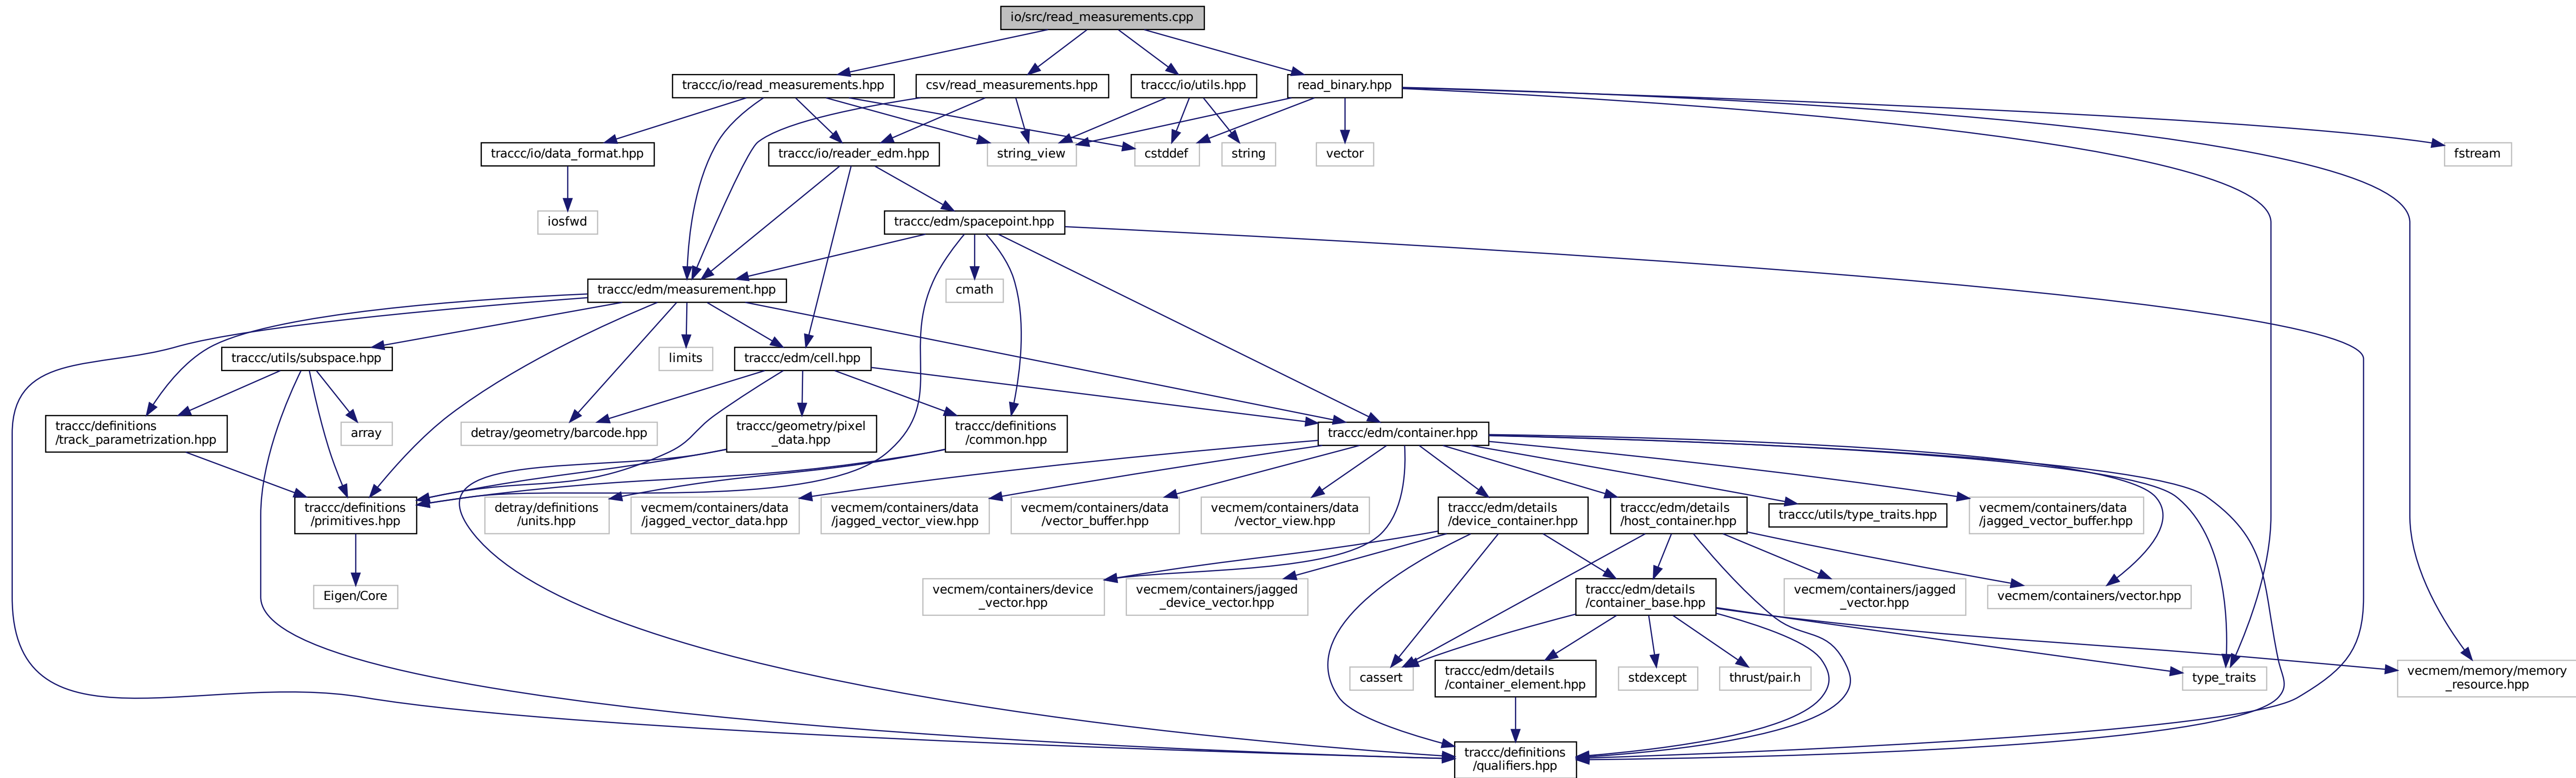 io/src/read_measurements.cpp
traccc/io/read_measurements.hpp
csv/read_measurements.hpp
traccc/io/utils.hpp
read_binary.hpp
traccc/io/data_format.hpp
traccc/io/reader_edm.hpp
string_view
cstddef
string
vector
fstream
iosfwd
traccc/edm/spacepoint.hpp
traccc/edm/measurement.hpp
cmath
traccc/utils/subspace.hpp
limits
traccc/edm/cell.hpp
traccc/definitions
/track_parametrization.hpp
array
detray/geometry/barcode.hpp
traccc/geometry/pixel
_data.hpp
traccc/definitions
/common.hpp
traccc/edm/container.hpp
traccc/definitions
/primitives.hpp
detray/definitions
/units.hpp
vecmem/containers/data
/jagged_vector_data.hpp
vecmem/containers/data
/jagged_vector_view.hpp
vecmem/containers/data
/vector_buffer.hpp
vecmem/containers/data
/vector_view.hpp
traccc/edm/details
/device_container.hpp
traccc/edm/details
/host_container.hpp
traccc/utils/type_traits.hpp
vecmem/containers/data
/jagged_vector_buffer.hpp
Eigen/Core
vecmem/containers/device
_vector.hpp
vecmem/containers/jagged
_device_vector.hpp
traccc/edm/details
/container_base.hpp
vecmem/containers/jagged
_vector.hpp
vecmem/containers/vector.hpp
cassert
traccc/edm/details
/container_element.hpp
stdexcept
thrust/pair.h
type_traits
vecmem/memory/memory
_resource.hpp
traccc/definitions
/qualifiers.hpp